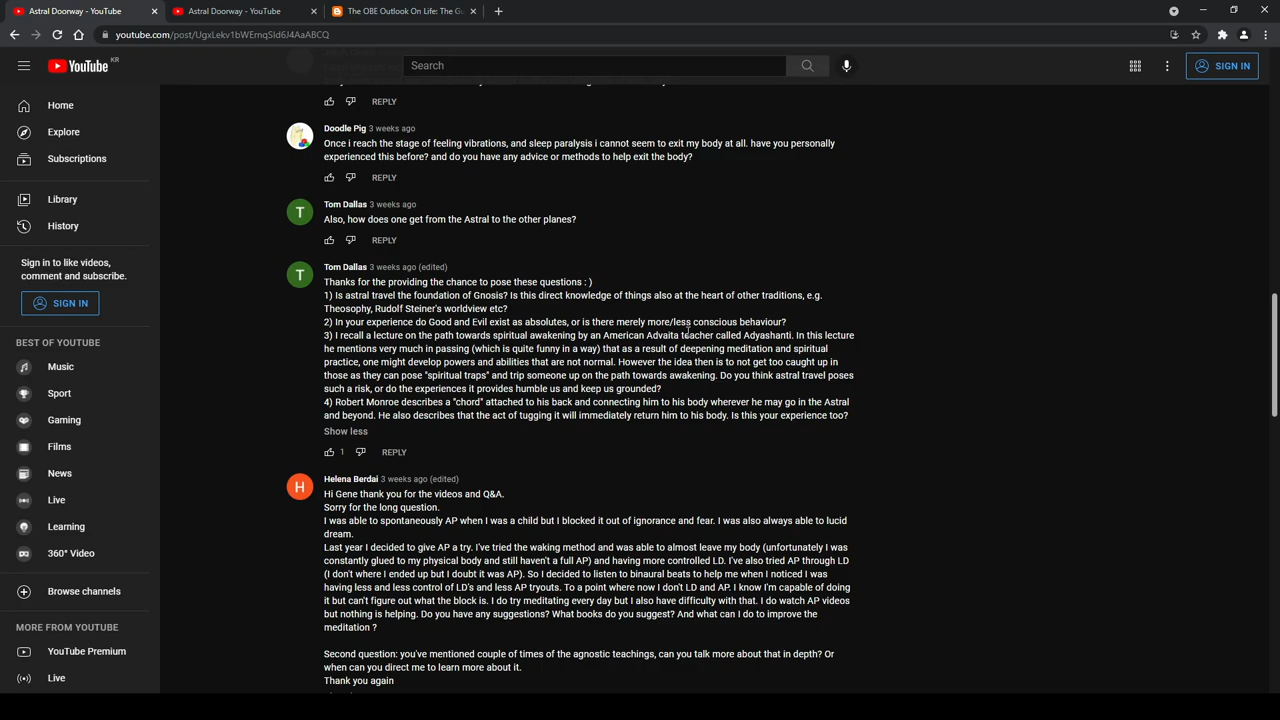 Astral Doorway - YouTube
Astral Doorway - YouTube
The OBE Outlook On Life: The Gu
youtube.com/post/UgxLekv1bWEmqSId6J4AaABCQ
YouTube KR
Search
SIGN IN
Home
Explore
Subscriptions
Library
History
Sign in to like videos,
comment and subscribe.
SIGN IN
BEST OF YOUTUBE
Music
Sport
Gaming
Films
News
Live
Learning
360° Video
Browse channels
MORE FROM YOUTUBE
YouTube Premium
Live
REPLY
Doodle Pig 3 weeks ago
Once i reach the stage of feeling vibrations, and sleep paralysis i cannot seem to exit my body at all. have you personally
experienced this before? and do you have any advice or methods to help exit the body?
REPLY
T
Tom Dallas 3 weeks ago
Also, how does one get from the Astral to the other planes?
REPLY
T
Tom Dallas 3 weeks ago (edited)
Thanks for the providing the chance to pose these questions : )
1) Is astral travel the foundation of Gnosis? Is this direct knowledge of things also at the heart of other traditions, e.g.
Theosophy, Rudolf Steiner's worldview etc?
2) In your experience do Good and Evil exist as absolutes, or is there merely more/less conscious behaviour?
3) I recall a lecture on the path towards spiritual awakening by an American Advaita teacher called Adyashanti. In this lecture
he mentions very much in passing (which is quite funny in a way) that as a result of deepening meditation and spiritual
practice, one might develop powers and abilities that are not normal. However the idea then is to not get too caught up in
those as they can pose "spiritual traps" and trip someone up on the path towards awakening. Do you think astral travel poses
such a risk, or do the experiences it provides humble us and keep us grounded?
4) Robert Monroe describes a "chord" attached to his back and connecting him to his body wherever he may go in the Astral
and beyond. He also describes that the act of tugging it will immediately return him to his body. Is this your experience too?
Show less
1 REPLY
H
Helena Berdai 3 weeks ago (edited)
Hi Gene thank you for the videos and Q&A.
Sorry for the long question.
I was able to spontaneously AP when I was a child but I blocked it out of ignorance and fear. I was also always able to lucid
dream.
Last year I decided to give AP a try. I've tried the waking method and was able to almost leave my body (unfortunately I was
constantly glued to my physical body and still haven't a full AP) and having more controlled LD. I've also tried AP through LD
(I don't where I ended up but I doubt it was AP). So I decided to listen to binaural beats to help me when I noticed I was
having less and less control of LD's and less AP tryouts. To a point where now I don't LD and AP. I know I'm capable of doing
it but can't figure out what the block is. I do try meditating every day but I also have difficulty with that. I do watch AP videos
but nothing is helping. Do you have any suggestions? What books do you suggest? And what can I do to improve the
meditation ?
Second question: you've mentioned couple of times of the agnostic teachings, can you talk more about that in depth? Or
when can you direct me to learn more about it.
Thank you again